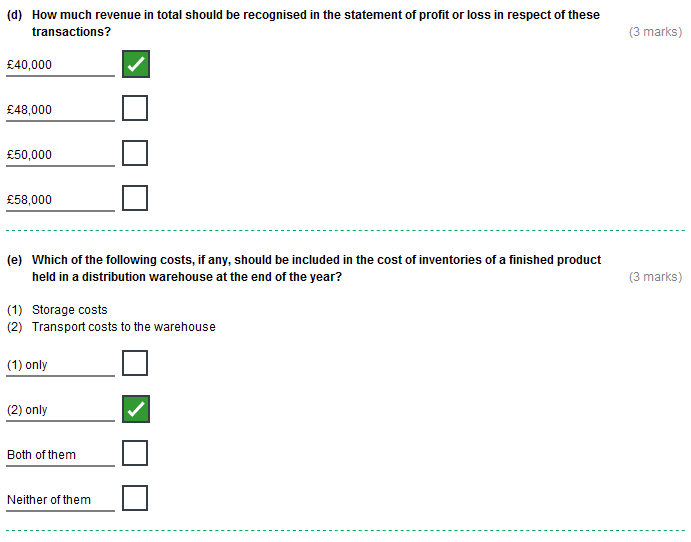 (d) How much revenue in total should be recognised in the statement of profit or loss in respect of these
transactions? (3 marks)
£40,000
£48,000
£50,000
£58,000
(e) Which of the following costs, if any, should be included in the cost of inventories of a finished product
held in a distribution warehouse at the end of the year? (3 marks)
(1) Storage costs
(2) Transport costs to the warehouse
(1) only
(2) only
Both of them
Neither of them